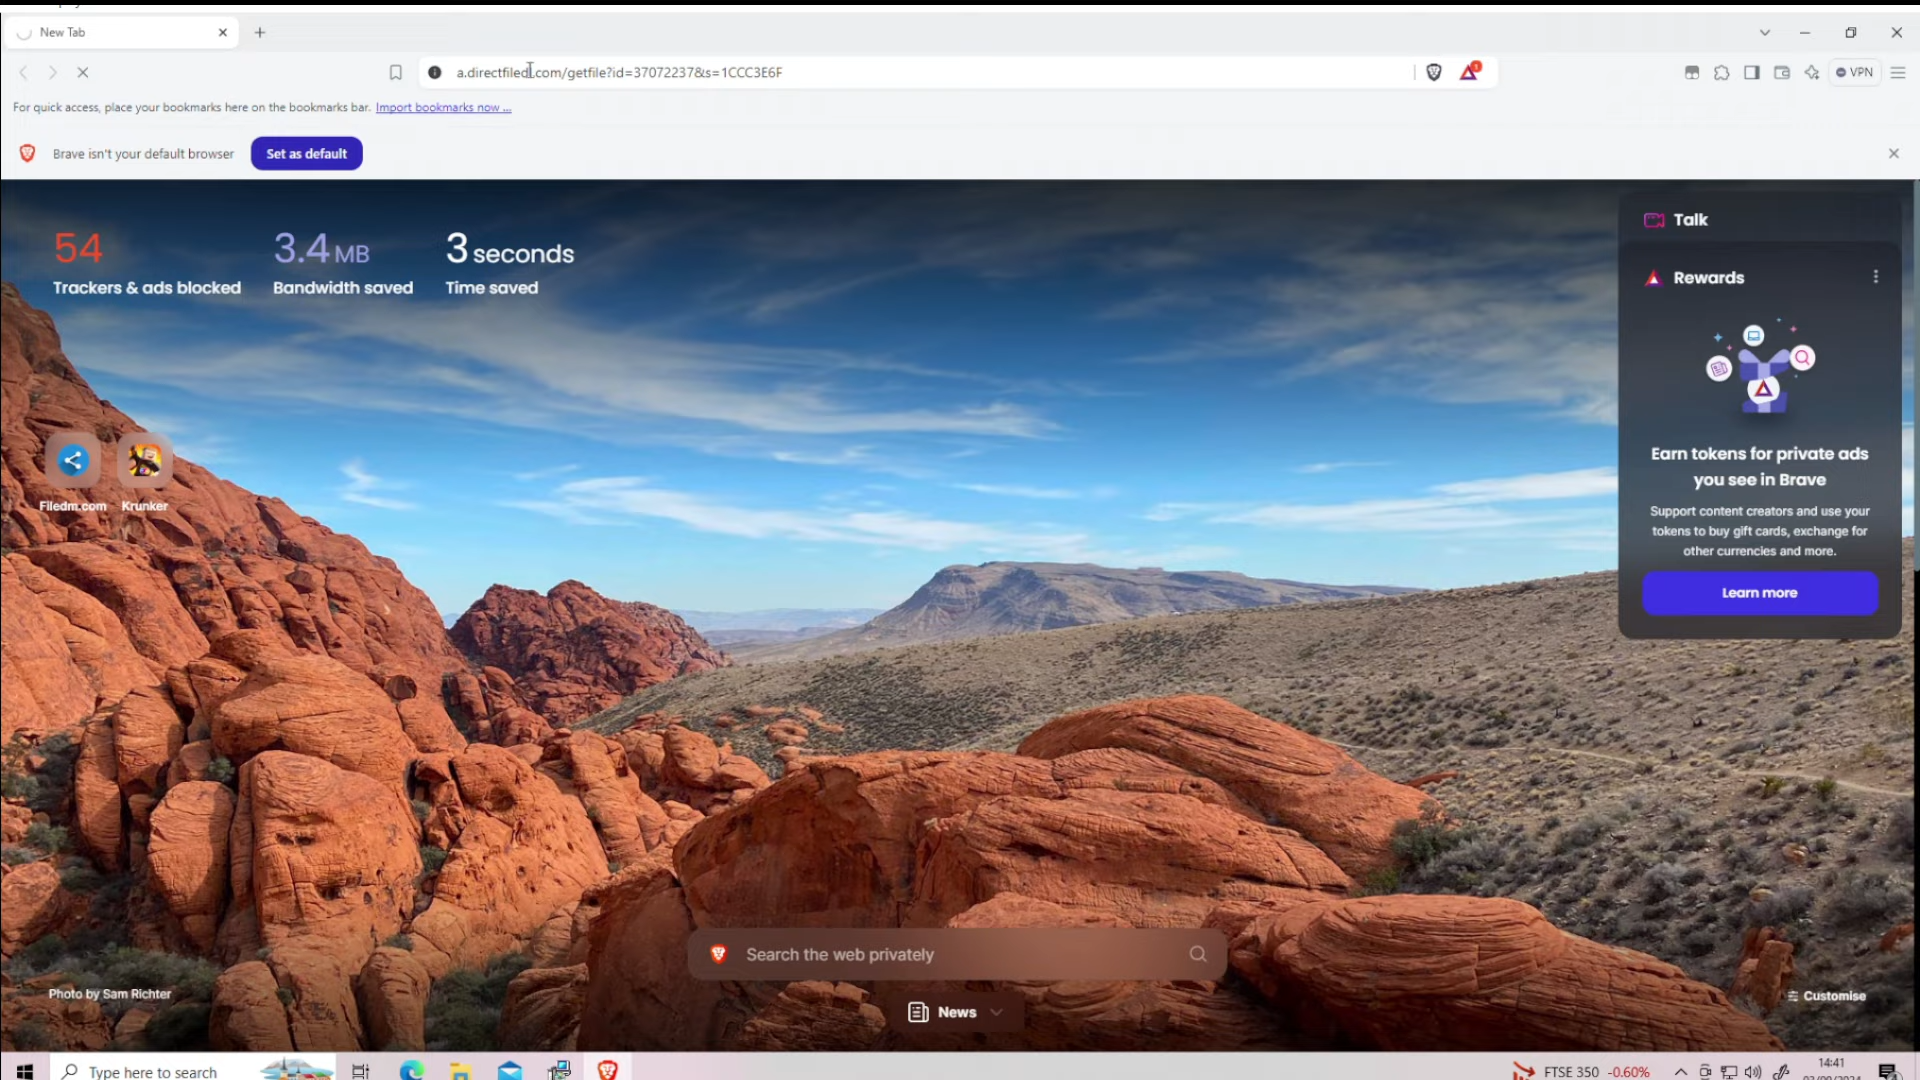 New Tab
a.directfiledl.com/getfile?id=37072237&s=1CCC3E6F
VPN
For quick access, place your bookmarks here on the bookmarks bar. Import bookmarks now ...
Brave isn't your default browser
Set as default
54
Trackers & ads blocked
3.4 MB
Bandwidth saved
3 seconds
Time saved
Talk
Rewards
Earn tokens for private ads
you see in Brave
Support content creators and use your
tokens to buy gift cards, exchange for
other currencies and more.
Learn more
Filedm.com
Krunker
Search the web privately
Photo by Sam Richter
Customise
News
Type here to search
FTSE 350 -0.60%
14:41